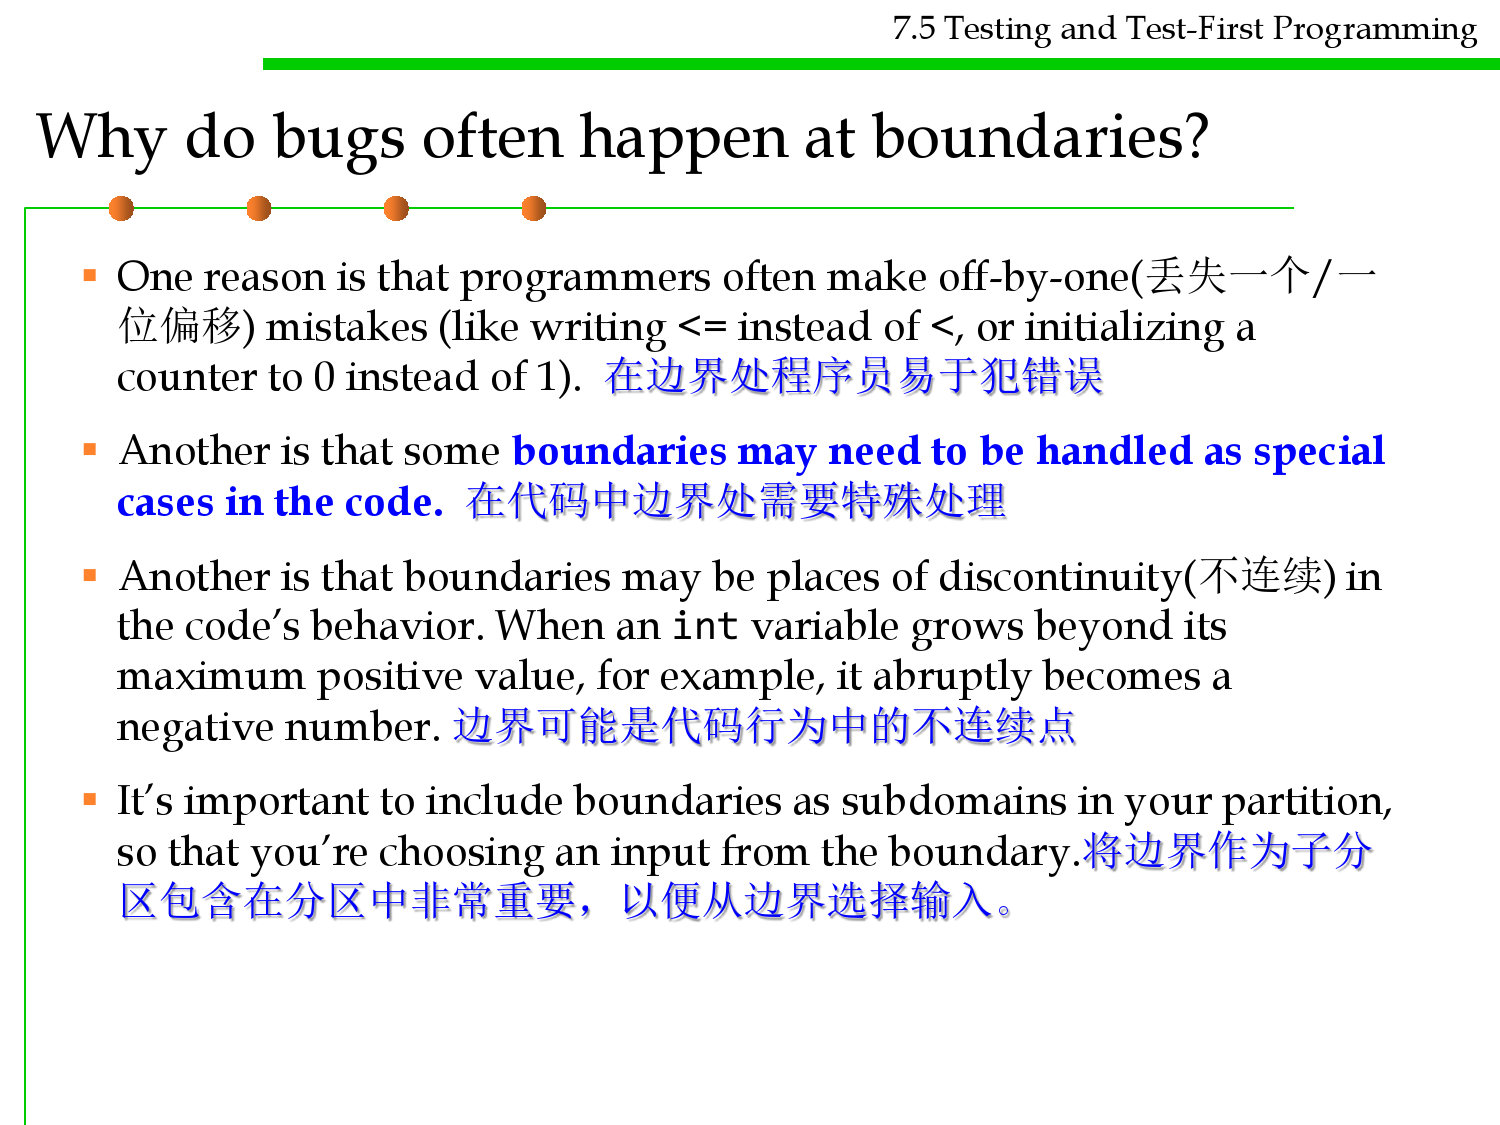 7.5 Testing and Test-First Programming
Why do bugs often happen at boundaries?
▪ One reason is that programmers often make off-by-one(丢失一个/一
位偏移) mistakes (like writing <= instead of <, or initializing a
counter to 0 instead of 1). 在边界处程序员易于犯错误
▪ Another is that some boundaries may need to be handled as special
cases in the code. 在代码中边界处需要特殊处理
▪ Another is that boundaries may be places of discontinuity(不连续) in
the code’s behavior. When an int variable grows beyond its
maximum positive value, for example, it abruptly becomes a
negative number. 边界可能是代码行为中的不连续点
▪ It’s important to include boundaries as subdomains in your partition,
so that you’re choosing an input from the boundary.将边界作为子分
区包含在分区中非常重要，以便从边界选择输入。